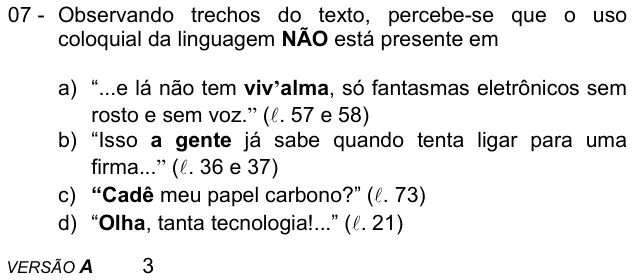 07 - Observando trechos do texto, percebe-se que o uso
coloquial da linguagem NÃO está presente em
a) "...e lá não tem viv’alma, só fantasmas eletrônicos sem
rosto e sem voz.” (ℓ. 57 e 58)
b) “Isso a gente já sabe quando tenta ligar para uma
firma...” (ℓ. 36 e 37)
c) “Cadê meu papel carbono?” (ℓ. 73)
d) “Olha, tanta tecnologia!...” (ℓ. 21)
VERSÃO A 3